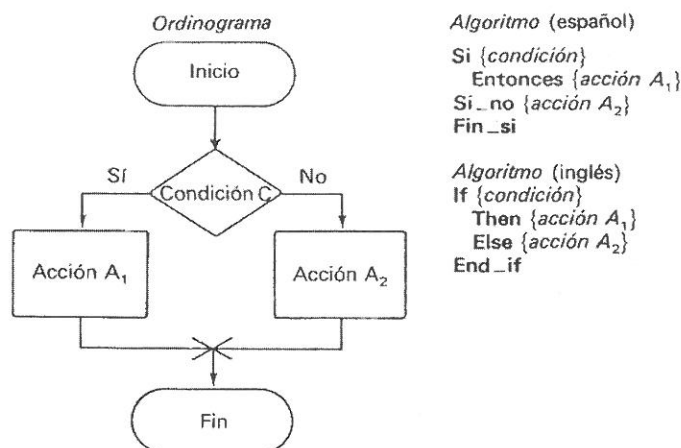 Ordinograma
Inicio
Sí
Condición C
No
Acción A₁
Acción A₂
Fin
Algoritmo (español)
Si {condición}
Entonces {acción A₁}
Si_no {acción A₂}
Fin_si
Algoritmo (inglés)
If {condición}
Then {acción A₁}
Else {acción A₂}
End_if